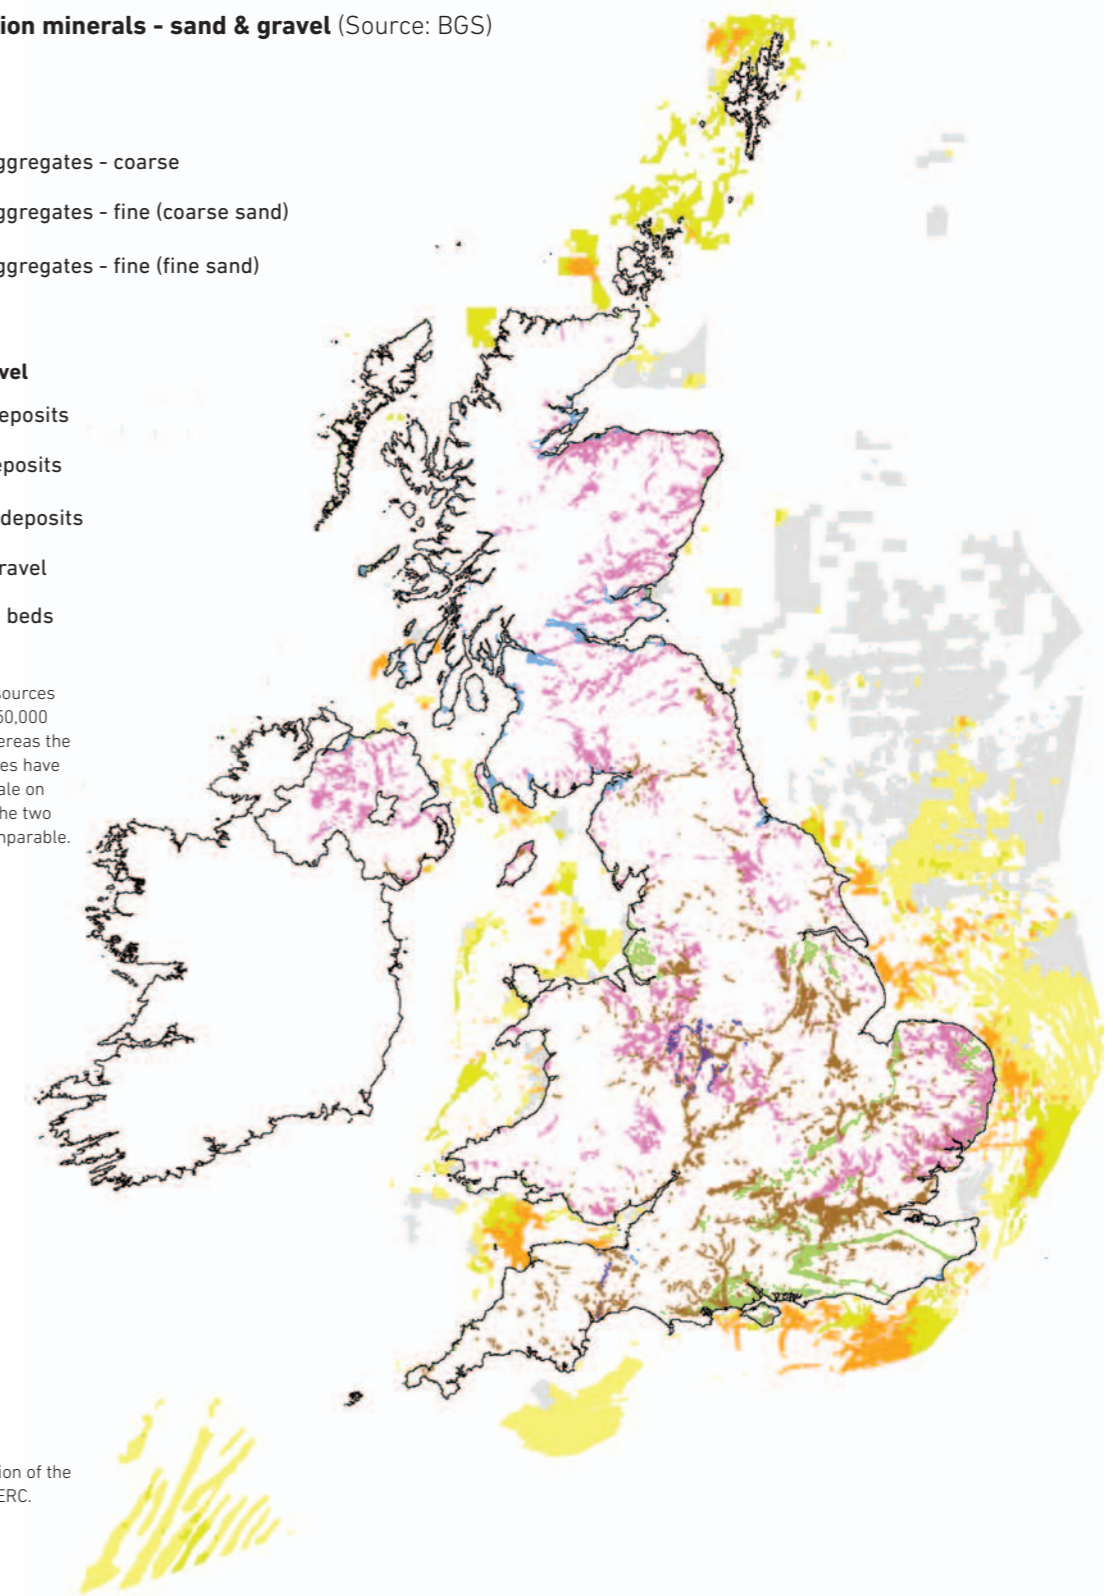 ion minerals - sand & gravel (Source: BGS)
ggregates - coarse
ggregates - fine (coarse sand)
ggregates - fine (fine sand)
vel
eposits
eposits
deposits
ravel
beds
sources
50,000
ereas the
es have
ale on
he two
nparable.
ion of the
ERC.